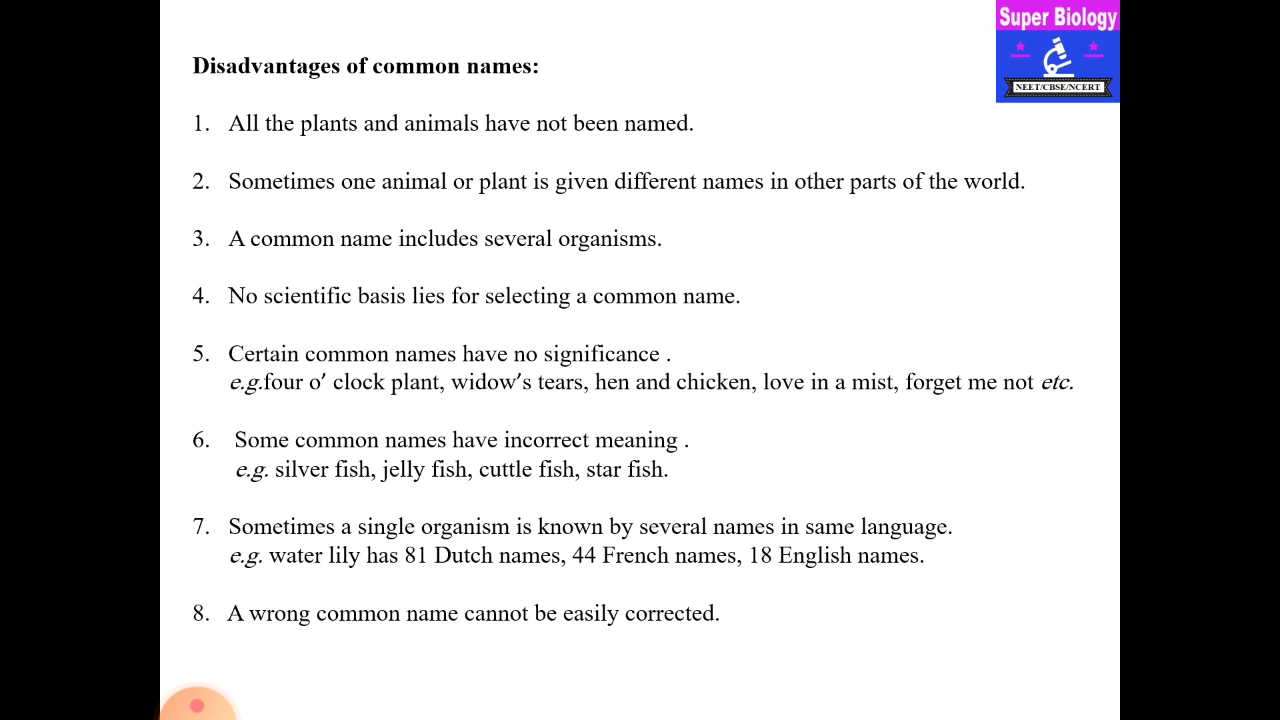 Super Biology
NEET/CBSE/NCERT
Disadvantages of common names:
1. All the plants and animals have not been named.
2. Sometimes one animal or plant is given different names in other parts of the world.
3. A common name includes several organisms.
4. No scientific basis lies for selecting a common name.
5. Certain common names have no significance .
e.g.four o’ clock plant, widow’s tears, hen and chicken, love in a mist, forget me not etc.
6. Some common names have incorrect meaning .
e.g. silver fish, jelly fish, cuttle fish, star fish.
7. Sometimes a single organism is known by several names in same language.
e.g. water lily has 81 Dutch names, 44 French names, 18 English names.
8. A wrong common name cannot be easily corrected.